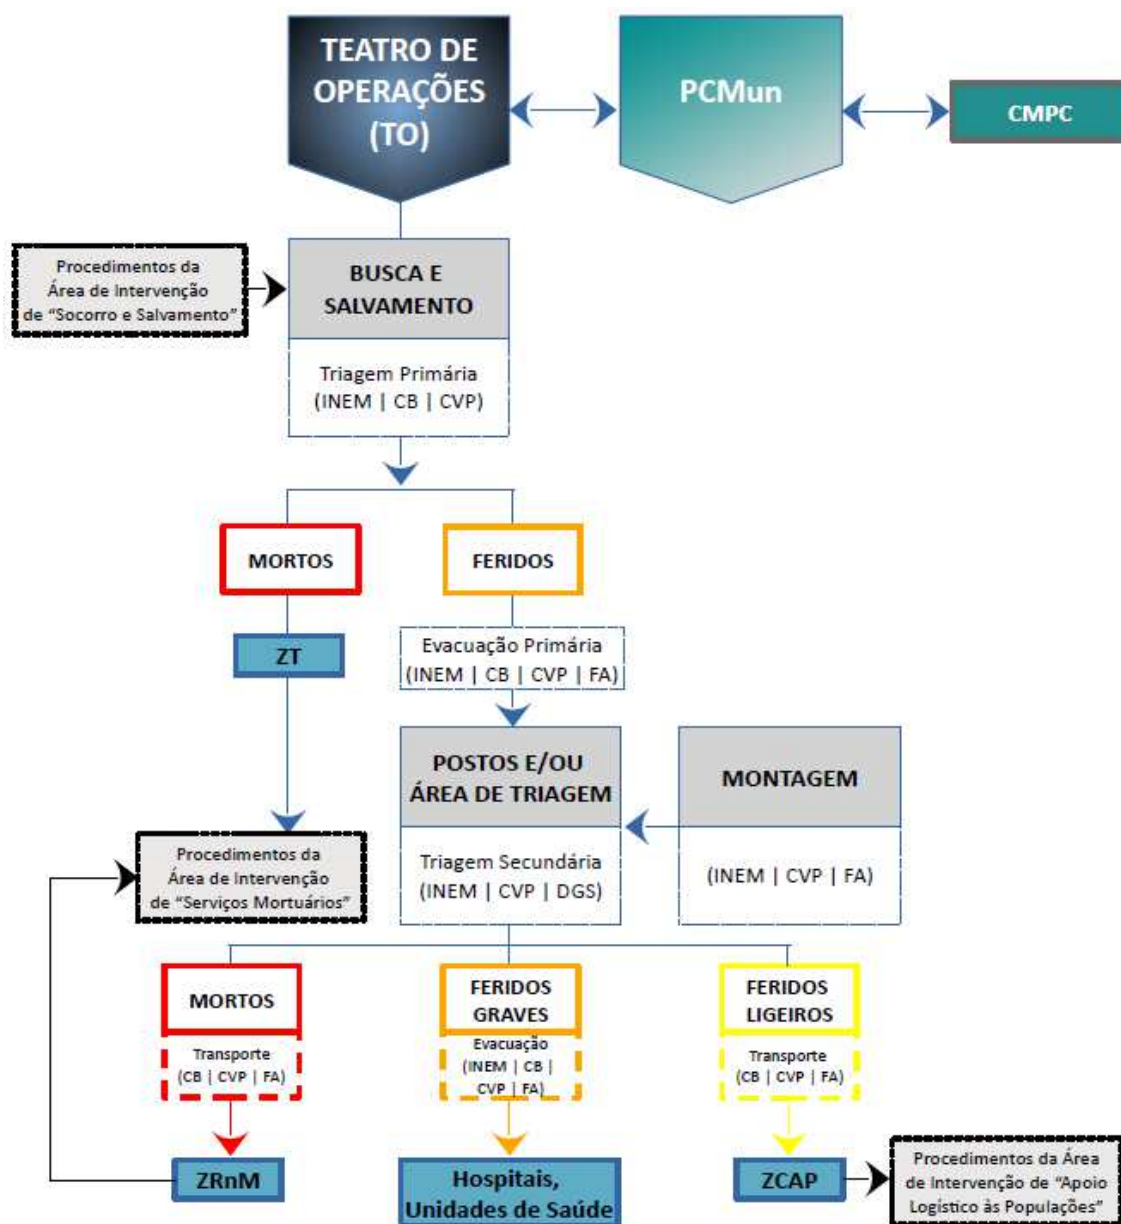 TEATRO DE
OPERAÇÕES
(TO)
PCMun
CMPC
Procedimentos da
Área de Intervenção
de “Socorro e Salvamento”
BUSCA E
SALVAMENTO
Triagem Primária
(INEM | CB | CVP)
MORTOS
FERIDOS
ZT
Evacuação Primária
(INEM | CB | CVP | FA)
POSTOS E/OU
ÁREA DE TRIAGEM
MONTAGEM
Triagem Secundária
(INEM | CVP | DGS)
(INEM | CVP | FA)
Procedimentos da
Área de Intervenção
de “Serviços Mortuários”
MORTOS
Transporte
(CB | CVP | FA)
FERIDOS
GRAVES
Evacuação
(INEM | CB |
CVP | FA)
FERIDOS
LIGEIROS
Transporte
(CB | CVP | FA)
ZRnM
Hospitais,
Unidades de Saúde
ZCAP
Procedimentos da Área
de Intervenção de “Apoio
Logístico às Populações”